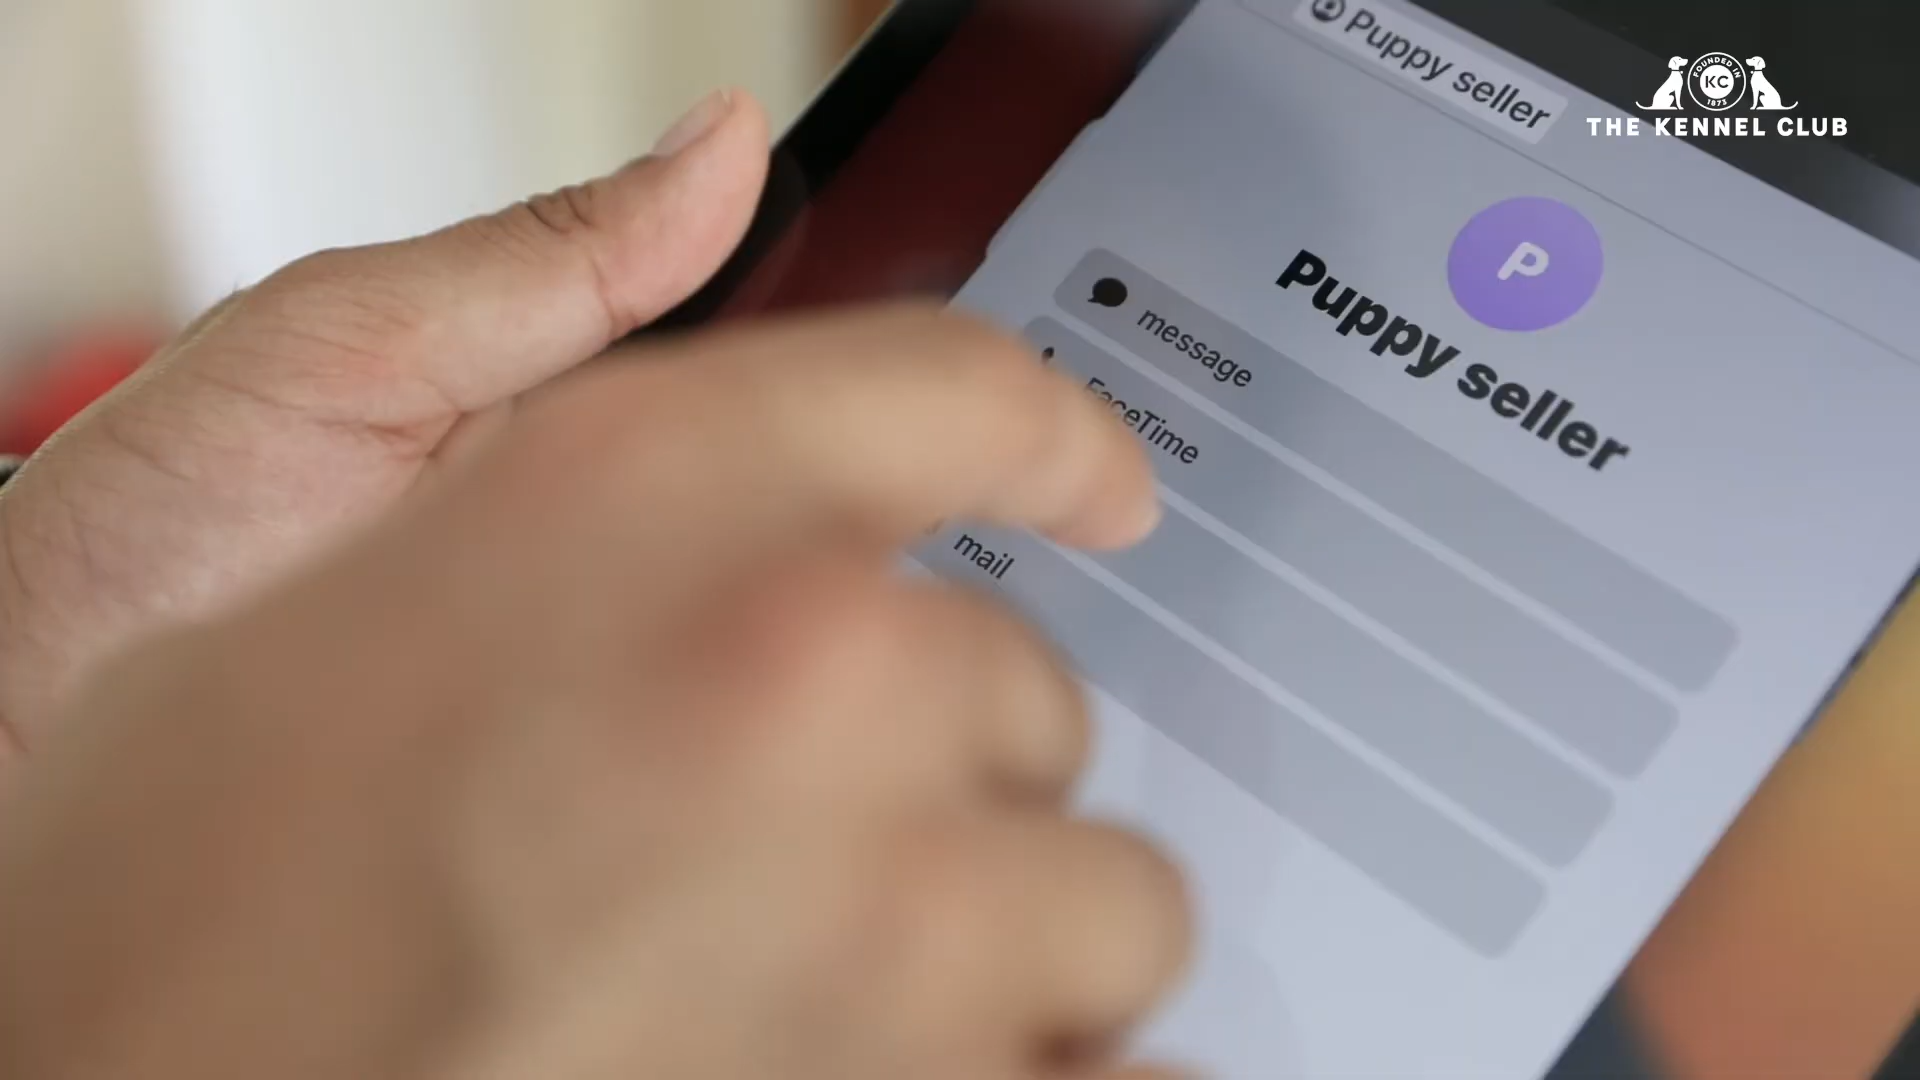 Puppy seller
FOUNDED IN
KC
1873
THE KENNEL CLUB
P
Puppy seller
message
FaceTime
mail